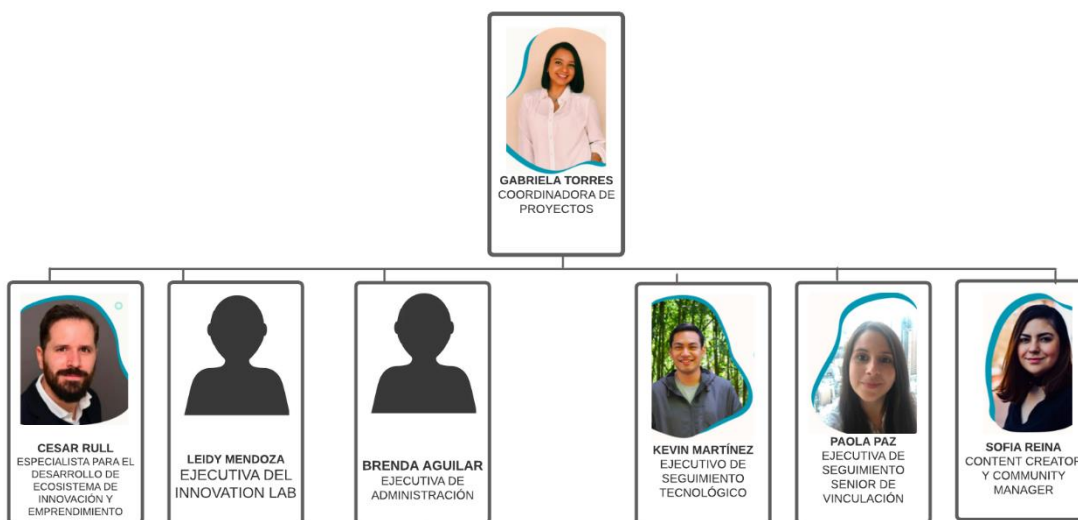 GABRIELA TORRES
COORDINADORA DE
PROYECTOS
CESAR RULL
ESPECIALISTA PARA EL
DESARROLLO DE
ECOSISTEMA DE
INNOVACIÓN Y
EMPRENDIMIENTO
LEIDY MENDOZA
EJECUTIVA DEL
INNOVATION LAB
BRENDA AGUILAR
EJECUTIVA DE
ADMINISTRACIÓN
KEVIN MARTÍNEZ
EJECUTIVO DE
SEGUIMIENTO
TECNOLÓGICO
PAOLA PAZ
EJECUTIVA DE
SEGUIMIENTO
SENIOR DE
VINCULACIÓN
SOFIA REINA
CONTENT CREATOR
Y COMMUNITY
MANAGER